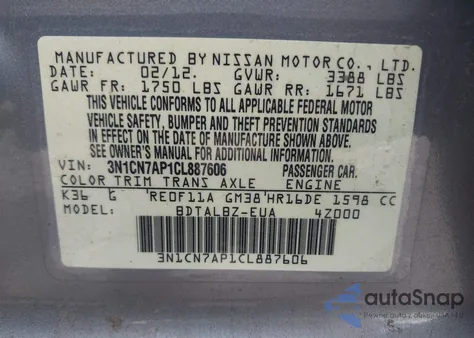 MANUFACTURED BY NISSAN MOTOR CO., LTD.
DATE: 02/12. GVWR: 3388 LBS
GAWR FR: 1750 LBS GAWR RR: 1671 LBS
THIS VEHICLE CONFORMS TO ALL APPLICABLE FEDERAL MOTOR
VEHICLE SAFETY, BUMPER AND THEFT PREVENTION STANDARDS
IN EFFECT ON THE DATE OF MANUFACTURE SHOWN ABOVE.
SEE OWNER'S MANUAL FOR ADDITIONAL INFORMATION.
VIN: 3N1CN7AP1CL887606 PASSENGER CAR.
COLOR TRIM TRANS AXLE ENGINE
K36 G RE0F11A GM38 HR16DE 1598 CC
BDTALBZ-EUA 4Z000
3N1CN7AP1CL887606
autoSnap